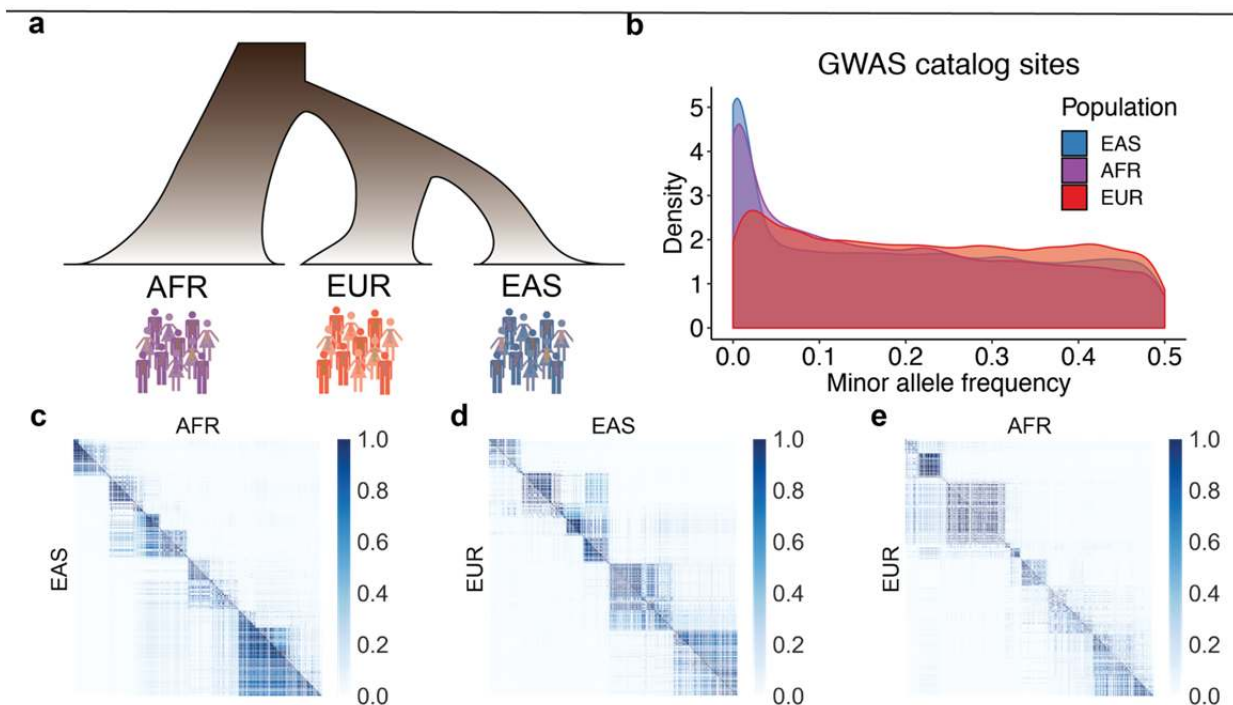 a
AFR EUR EAS
b
GWAS catalog sites
Population
EAS
AFR
EUR
Density
5
4
3
2
1
0
0.0 0.1 0.2 0.3 0.4 0.5
Minor allele frequency
c
AFR
EAS
1.0
0.8
0.6
0.4
0.2
0.0
d
EAS
EUR
1.0
0.8
0.6
0.4
0.2
0.0
e
AFR
EUR
1.0
0.8
0.6
0.4
0.2
0.0